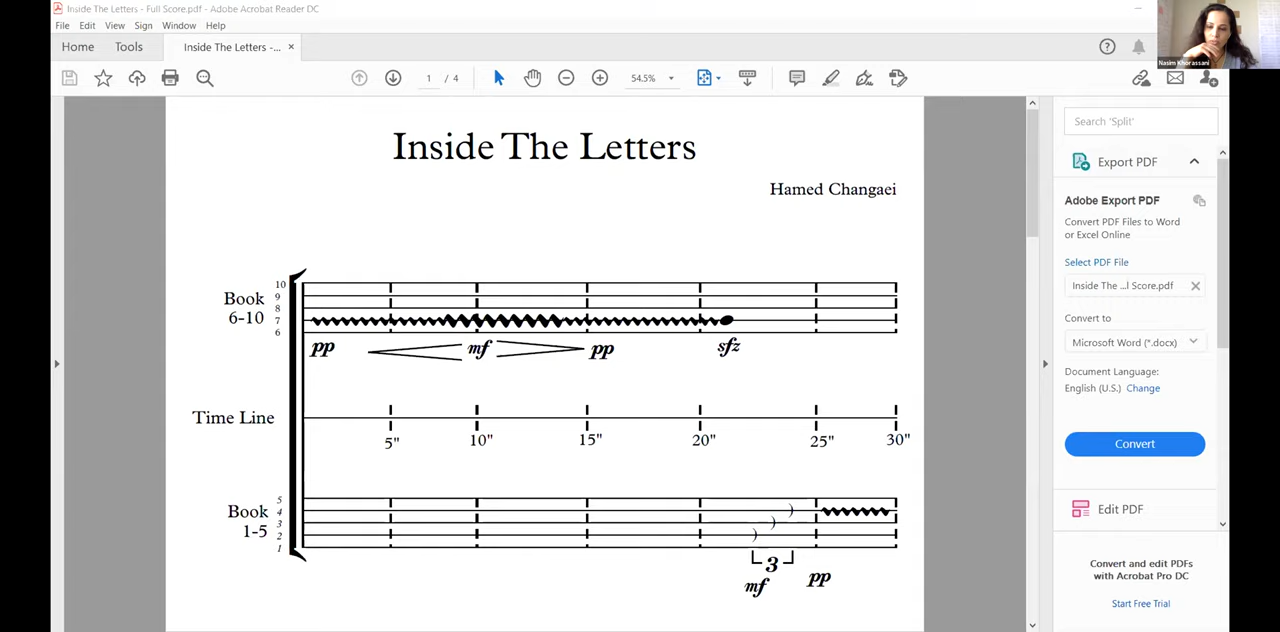 Inside The Letters - Full Score.pdf - Adobe Acrobat Reader DC
File Edit View Sign Window Help
Home Tools Inside The Letters -... ×
1 / 4 54.5%
Nasim Khorassani
Inside The Letters
Hamed Changaei
Book
6-10
10
9
8
7
6
pp mf pp sfz
Time Line
5" 10" 15" 20" 25" 30"
Book
1-5
5
4
3
2
1
3
mf pp
Search 'Split'
Export PDF
Adobe Export PDF
Convert PDF Files to Word
or Excel Online
Select PDF File
Inside The ...l Score.pdf
Convert to
Microsoft Word (*.docx)
Document Language:
English (U.S.) Change
Convert
Edit PDF
Convert and edit PDFs
with Acrobat Pro DC
Start Free Trial